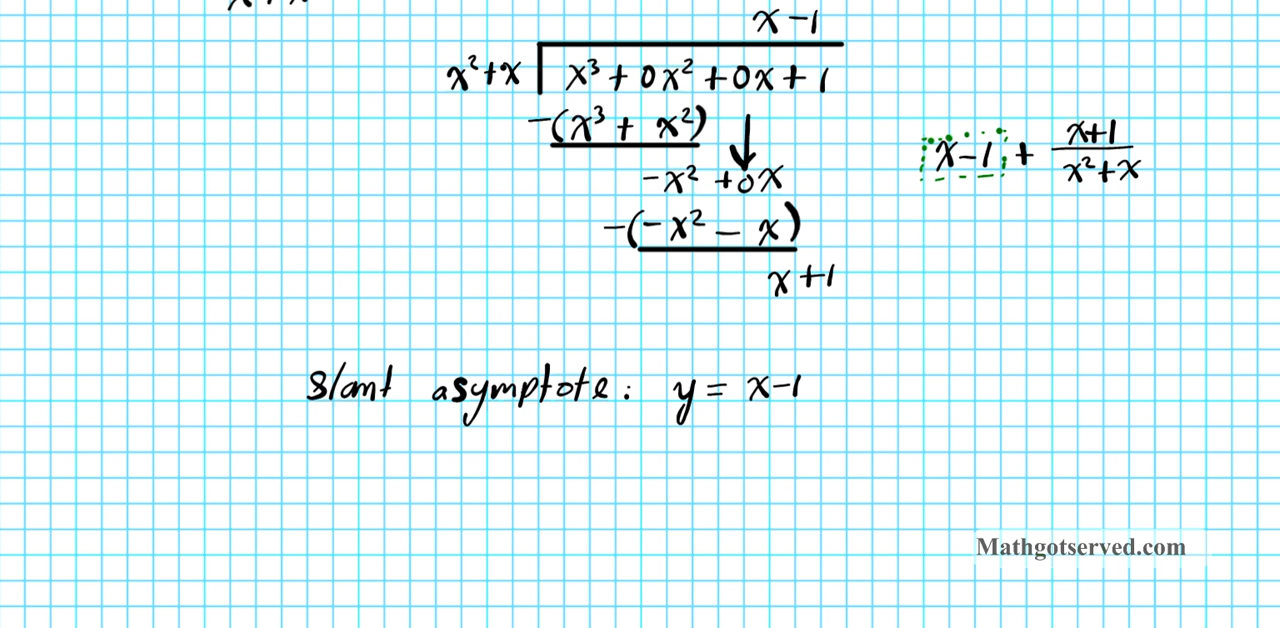 x - 1
x² + x | x³ + 0x² + 0x + 1
-(x³ + x²)
x - 1 + (x+1)/(x² + x)
-x² + 0x
-(-x² - x)
x + 1
slant asymptote: y = x - 1
Mathgotserved.com